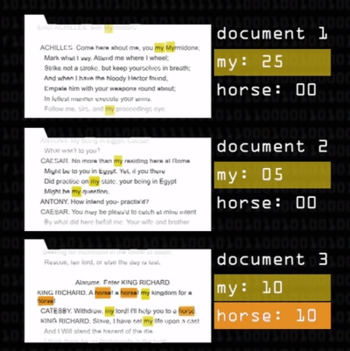 document 1
my: 25
horse: 00
ACHILLES. Come here about me, you my Myrmidons;
Mark what I say. Attend me where I wheel;
Strike not a stroke, but keep yourselves in breath;
And when I have the bloody Hector found,
Empale him with your weapons round about;
In fellest manner execute your arms.
Follow me, sirs, and my proceedings eye.
document 2
my: 05
horse: 00
What was't to you?
CAESAR. No more than my residing here at Rome
Might be to you in Egypt. Yet, if you there
Did practise on my state, your being in Egypt
Might be my question.
ANTONY. How intend you- practis'd?
CAESAR. You may be pleas'd to catch at mine intent
By what did here befall me. Your wife and brother
document 3
my: 10
horse: 10
Rescue, fair lord, or else the day is lost.
Alarums. Enter KING RICHARD
KING RICHARD. A horse! a horse! my kingdom for a
horse!
CATESBY. Withdraw, my lord! I'll help you to a horse
KING RICHARD. Slave, I have set my life upon a cast
And I Will stand the hazard of the die.